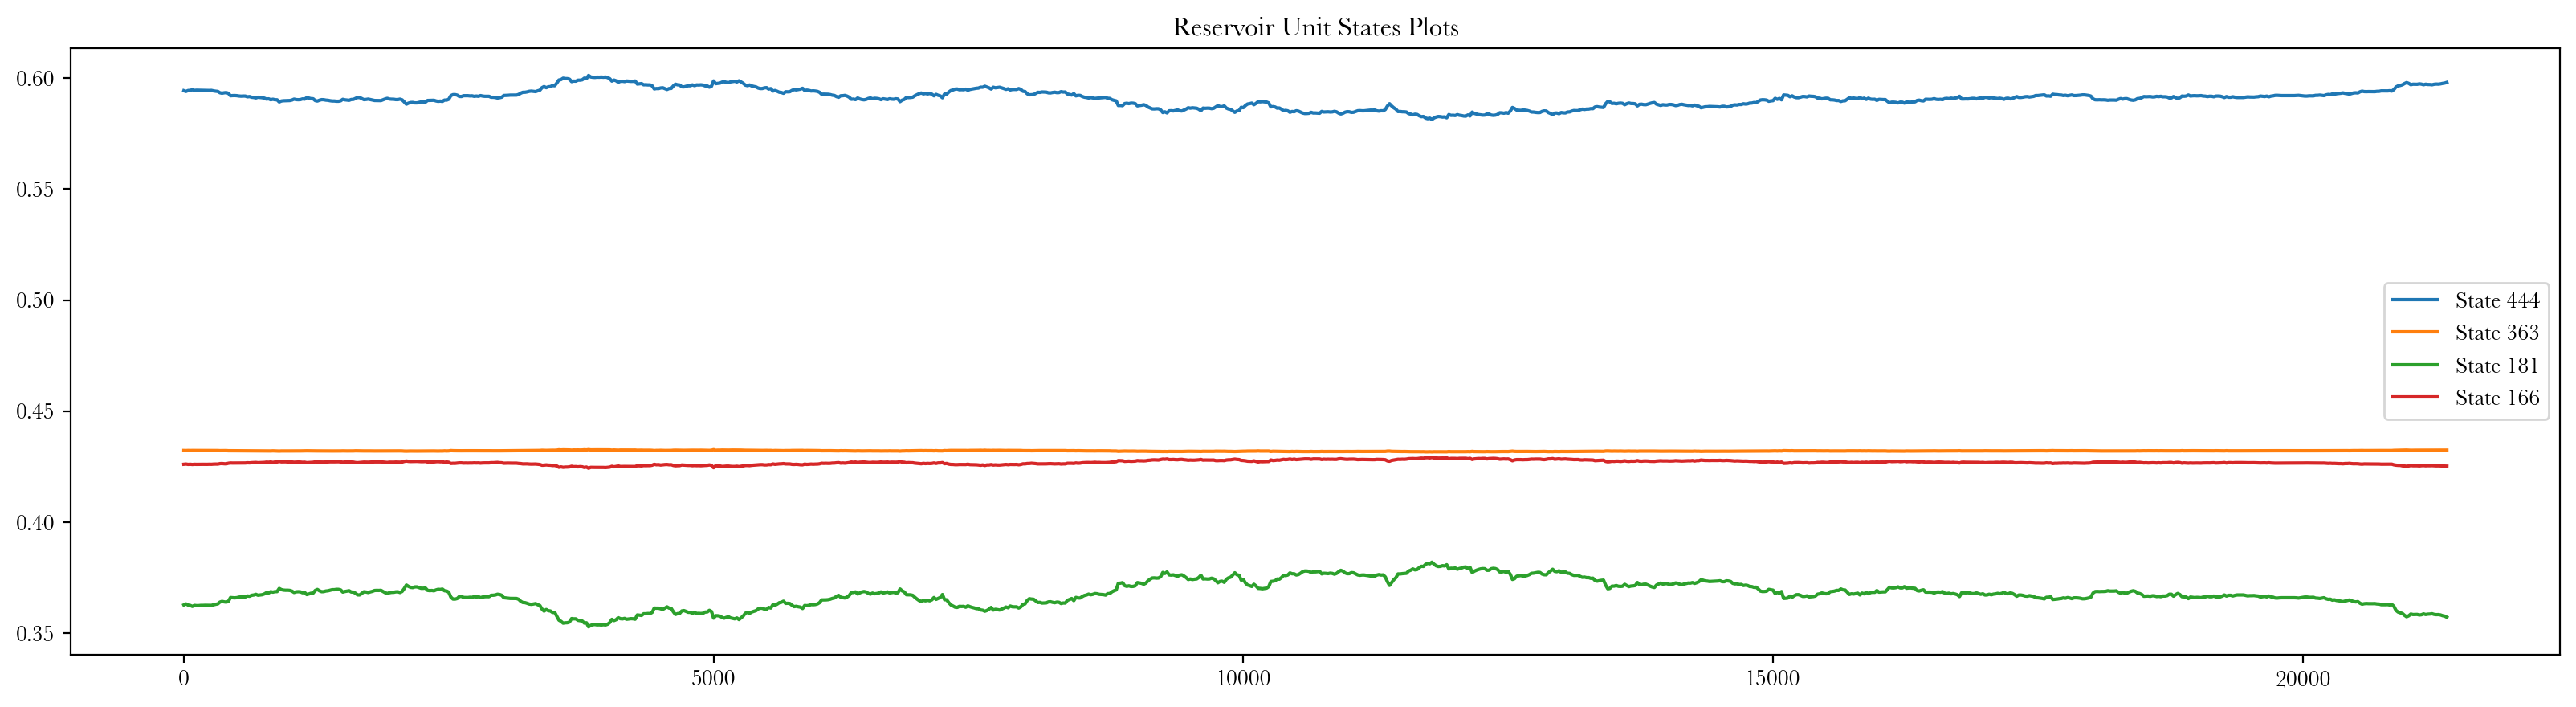 Reservoir Unit States Plots
0.60
0.55
0.50
0.45
0.40
0.35
State 444
State 363
State 181
State 166
0 5000 10000 15000 20000